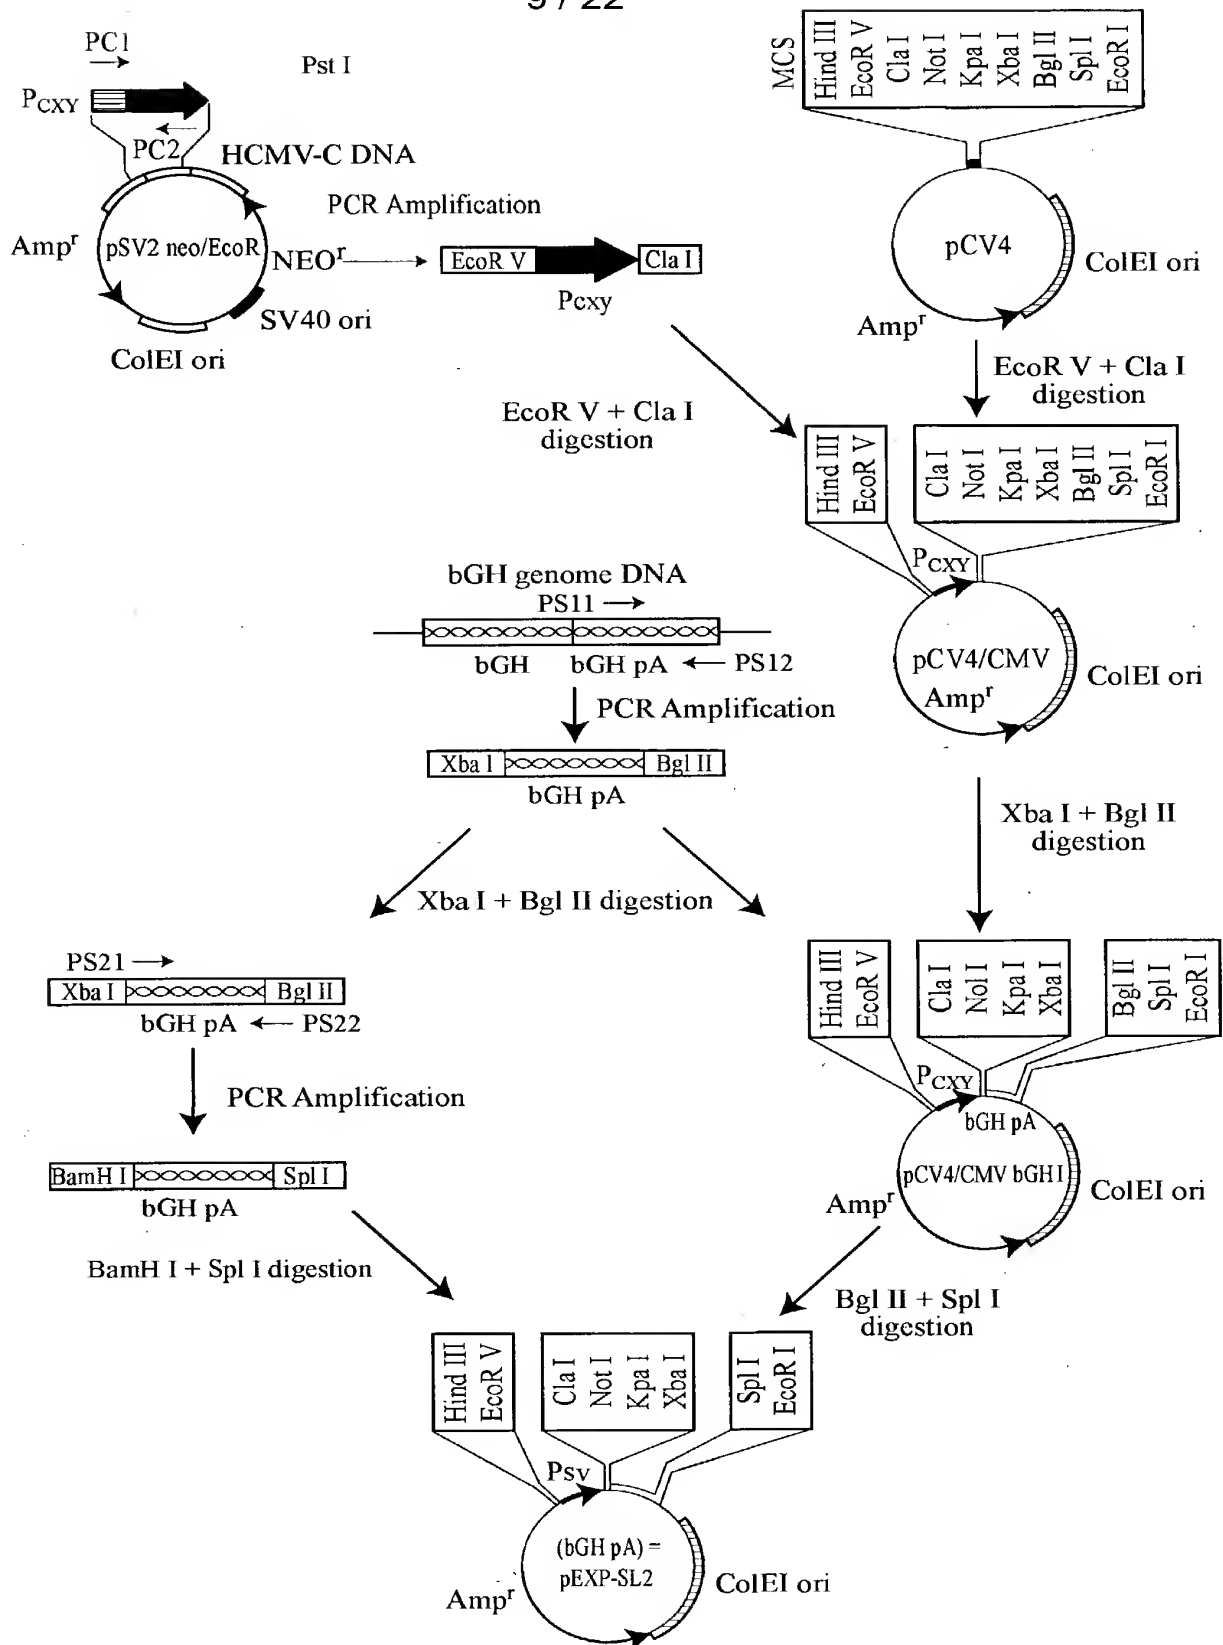 9 / 22
PC1
Pst I
PCXY
PC2
HCMV-C DNA
PCR Amplification
Ampr
pSV2 neo/EcoR
NEOr
EcoR V
Cla I
Pcxy
SV40 ori
ColEI ori
MCS
Hind III
EcoR V
Cla I
Not I
Kpa I
Xba I
Bgl II
Spl I
EcoR I
pCV4
ColEI ori
Ampr
EcoR V + Cla I
digestion
EcoR V + Cla I
digestion
Hind III
EcoR V
Cla I
Not I
Kpa I
Xba I
Bgl II
Spl I
EcoR I
PCXY
pCV4/CMV
Ampr
ColEI ori
bGH genome DNA
PS11
bGH
bGH pA
PS12
PCR Amplification
Xba I
Bgl II
bGH pA
Xba I + Bgl II
digestion
Xba I + Bgl II digestion
PS21
Xba I
Bgl II
bGH pA
PS22
PCR Amplification
BamH I
Spl I
bGH pA
BamH I + Spl I digestion
Hind III
EcoR V
Cla I
Nol I
Kpa I
Xba I
Bgl II
Spl I
EcoR I
PCXY
bGH pA
pCV4/CMV bGH I
Ampr
ColEI ori
Bgl II + Spl I
digestion
Hind III
EcoR V
Cla I
Not I
Kpa I
Xba I
Spl I
EcoR I
Psv
(bGH pA) =
pEXP-SL2
Ampr
ColEI ori